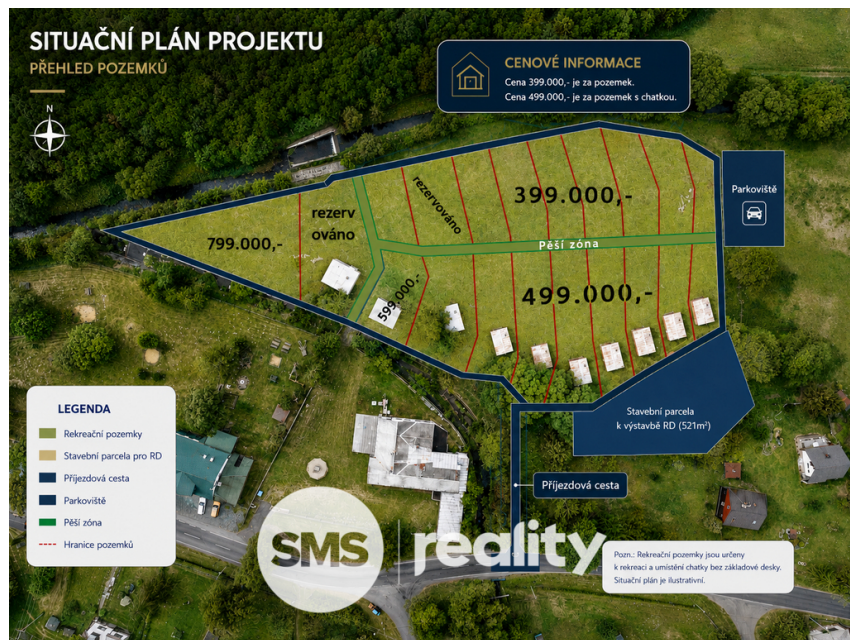 SITUAČNÍ PLÁN PROJEKTU
PŘEHLED POZEMKŮ
N
CENOVÉ INFORMACE
Cena 399.000,- je za pozemek.
Cena 499.000,- je za pozemek s chatkou.
799.000,-
rezerv
ováno
rezervováno
399.000,-
Parkoviště
Pěší zóna
599.000,-
499.000,-
Stavební parcela
k výstavbě RD (521m²)
Příjezdová cesta
LEGENDA
Rekreační pozemky
Stavební parcela pro RD
Příjezdová cesta
Parkoviště
Pěší zóna
Hranice pozemků
SMS reality
Pozn.: Rekreační pozemky jsou určeny
k rekreaci a umístění chatky bez základové desky.
Situační plán je ilustrativní.